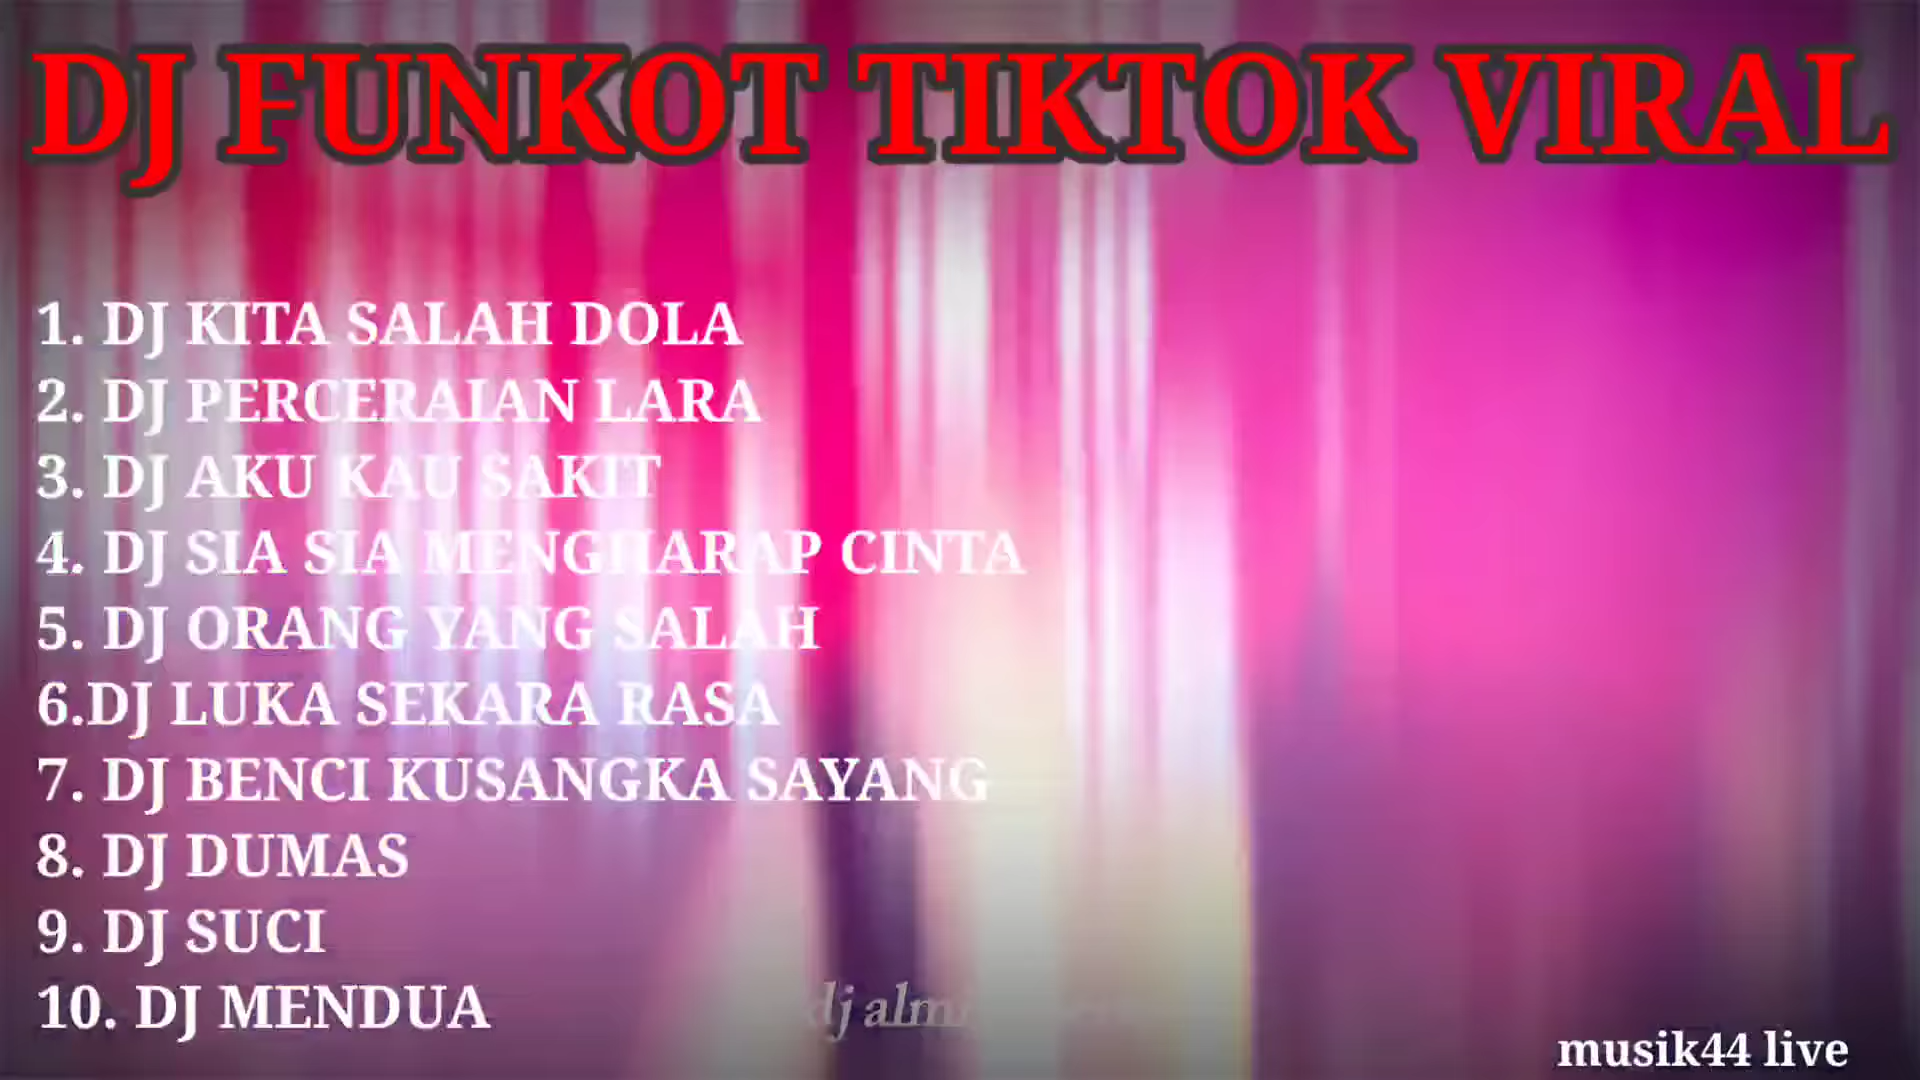 DJ FUNKOT TIKTOK VIRAL
1. DJ KITA SALAH DOLA
2. DJ PERCERAIAN LARA
3. DJ AKU KAU SAKIT
4. DJ SIA SIA MENGHARAP CINTA
5. DJ ORANG YANG SALAH
6.DJ LUKA SEKARA RASA
7. DJ BENCI KUSANGKA SAYANG
8. DJ DUMAS
9. DJ SUCI
10. DJ MENDUA
dj
musik44 live